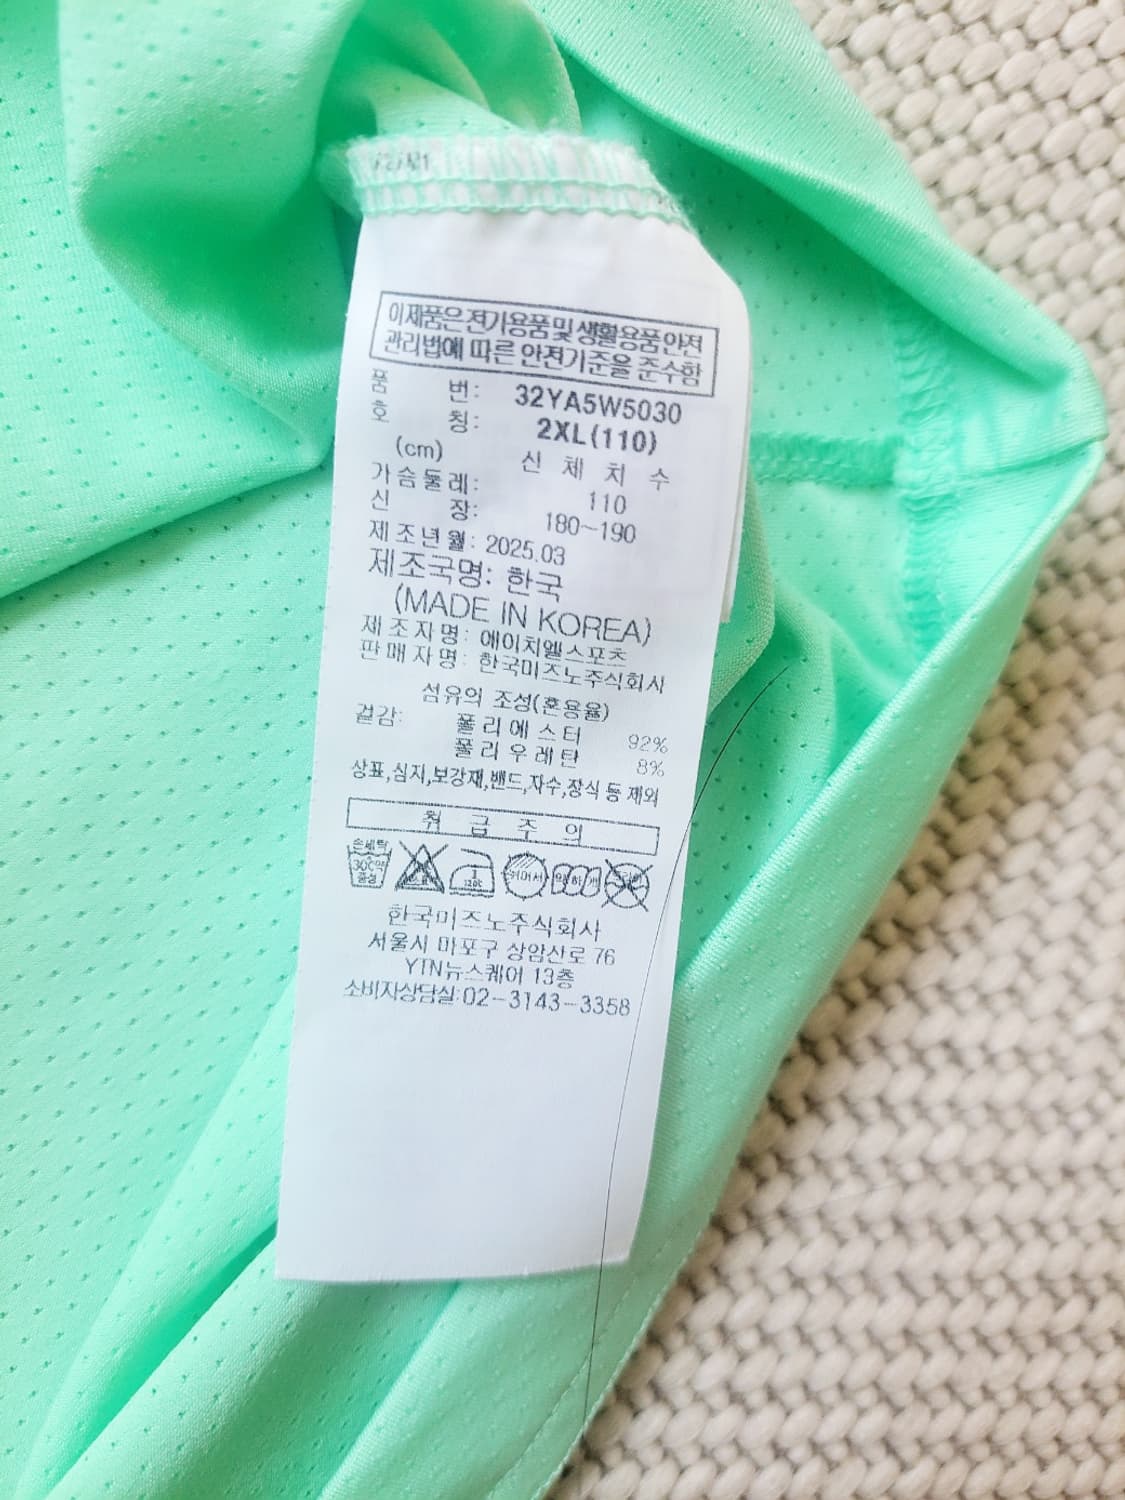 이 제품은 전기용품 및 생활용품 안전
관리법에 따른 안전기준을 준수함
품 번: 32YA5W5030
호 칭: 2XL(110)
(cm) 신 체 치 수
가슴둘레: 110
신 장: 180~190
제조년월: 2025.03
제조국명: 한국
(MADE IN KOREA)
제조자명: 에이치엘스포츠
판매자명: 한국미즈노주식회사
섬유의 조성(혼용율)
겉감: 폴리에스터 92%
폴리우레탄 8%
상표,심지,보강재,밴드,자수,장식 등 제외
취 급 주 의
손세탁
30℃약
중성
한국미즈노주식회사
서울시 마포구 상암산로 76
YTN뉴스퀘어 13층
소비자상담실:02-3143-3358